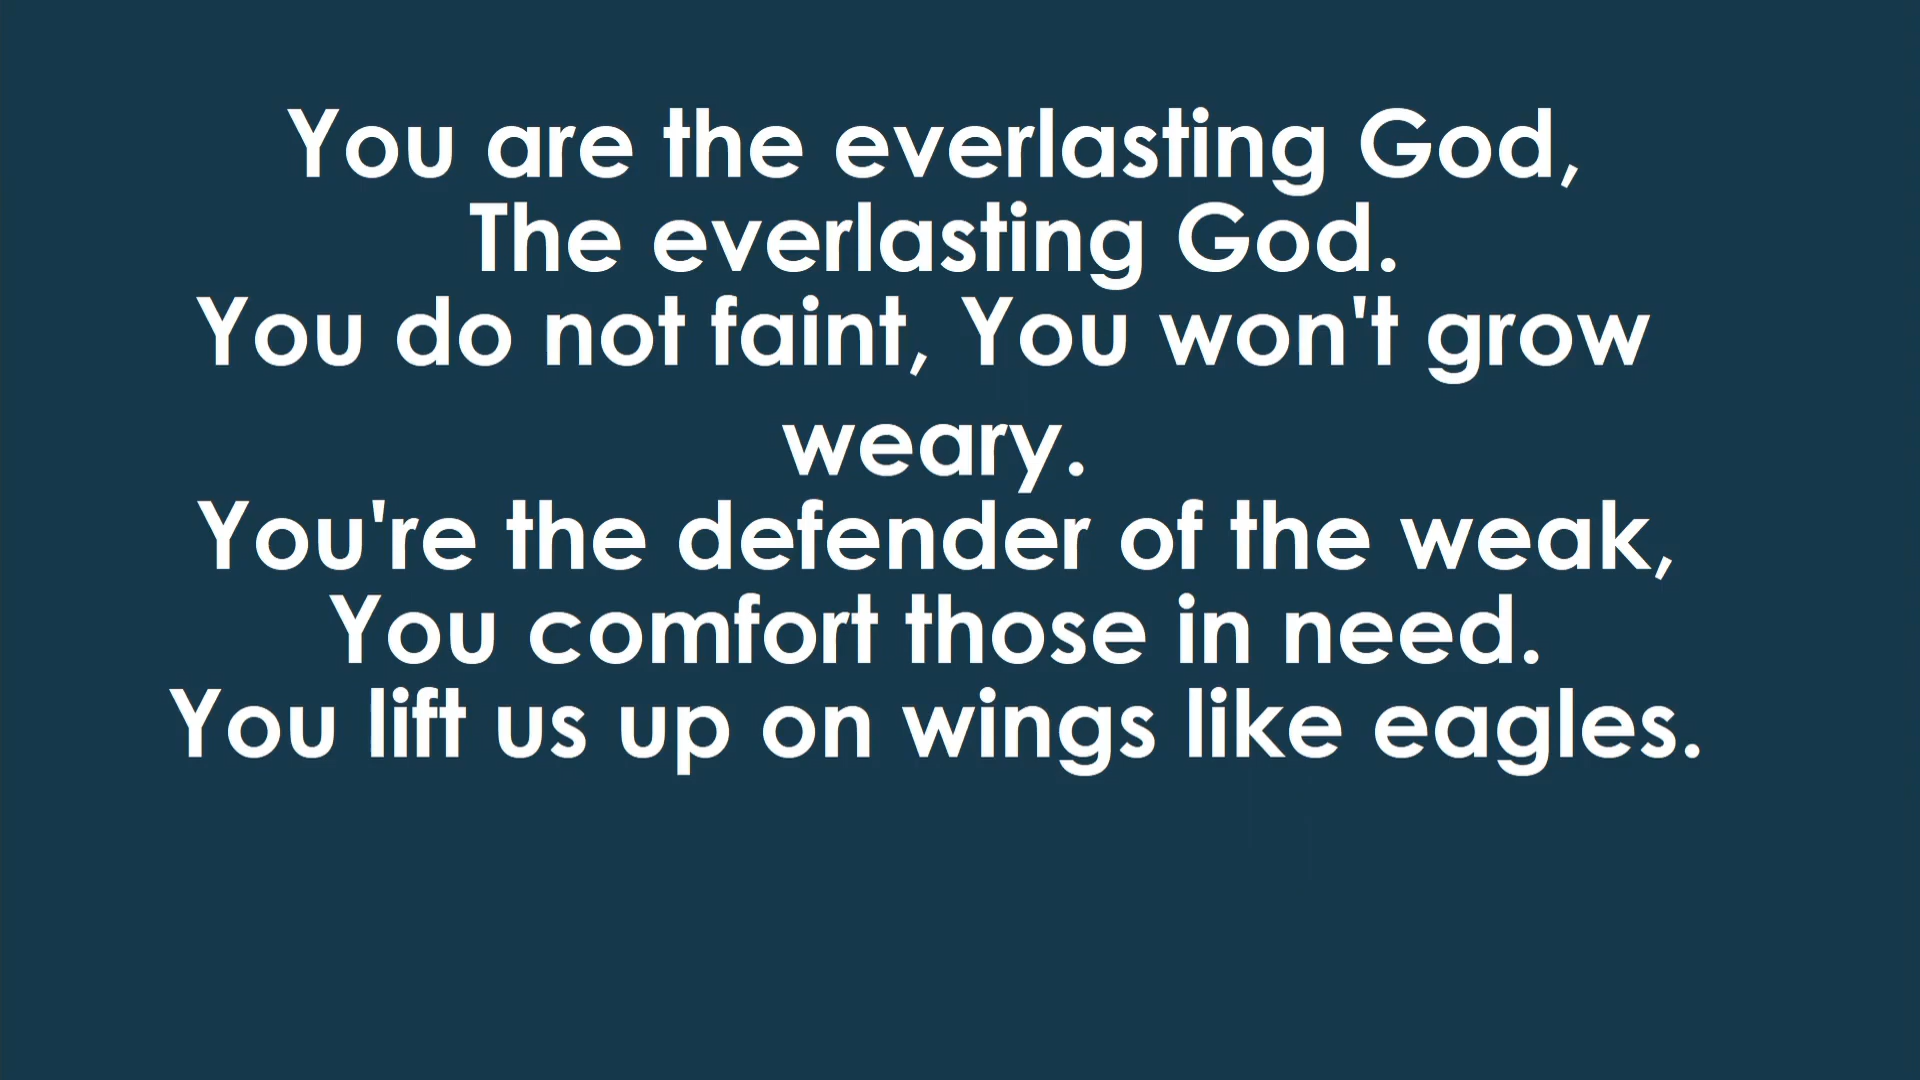 You are the everlasting God,
The everlasting God.
You do not faint, You won't grow
weary.
You're the defender of the weak,
You comfort those in need.
You lift us up on wings like eagles.